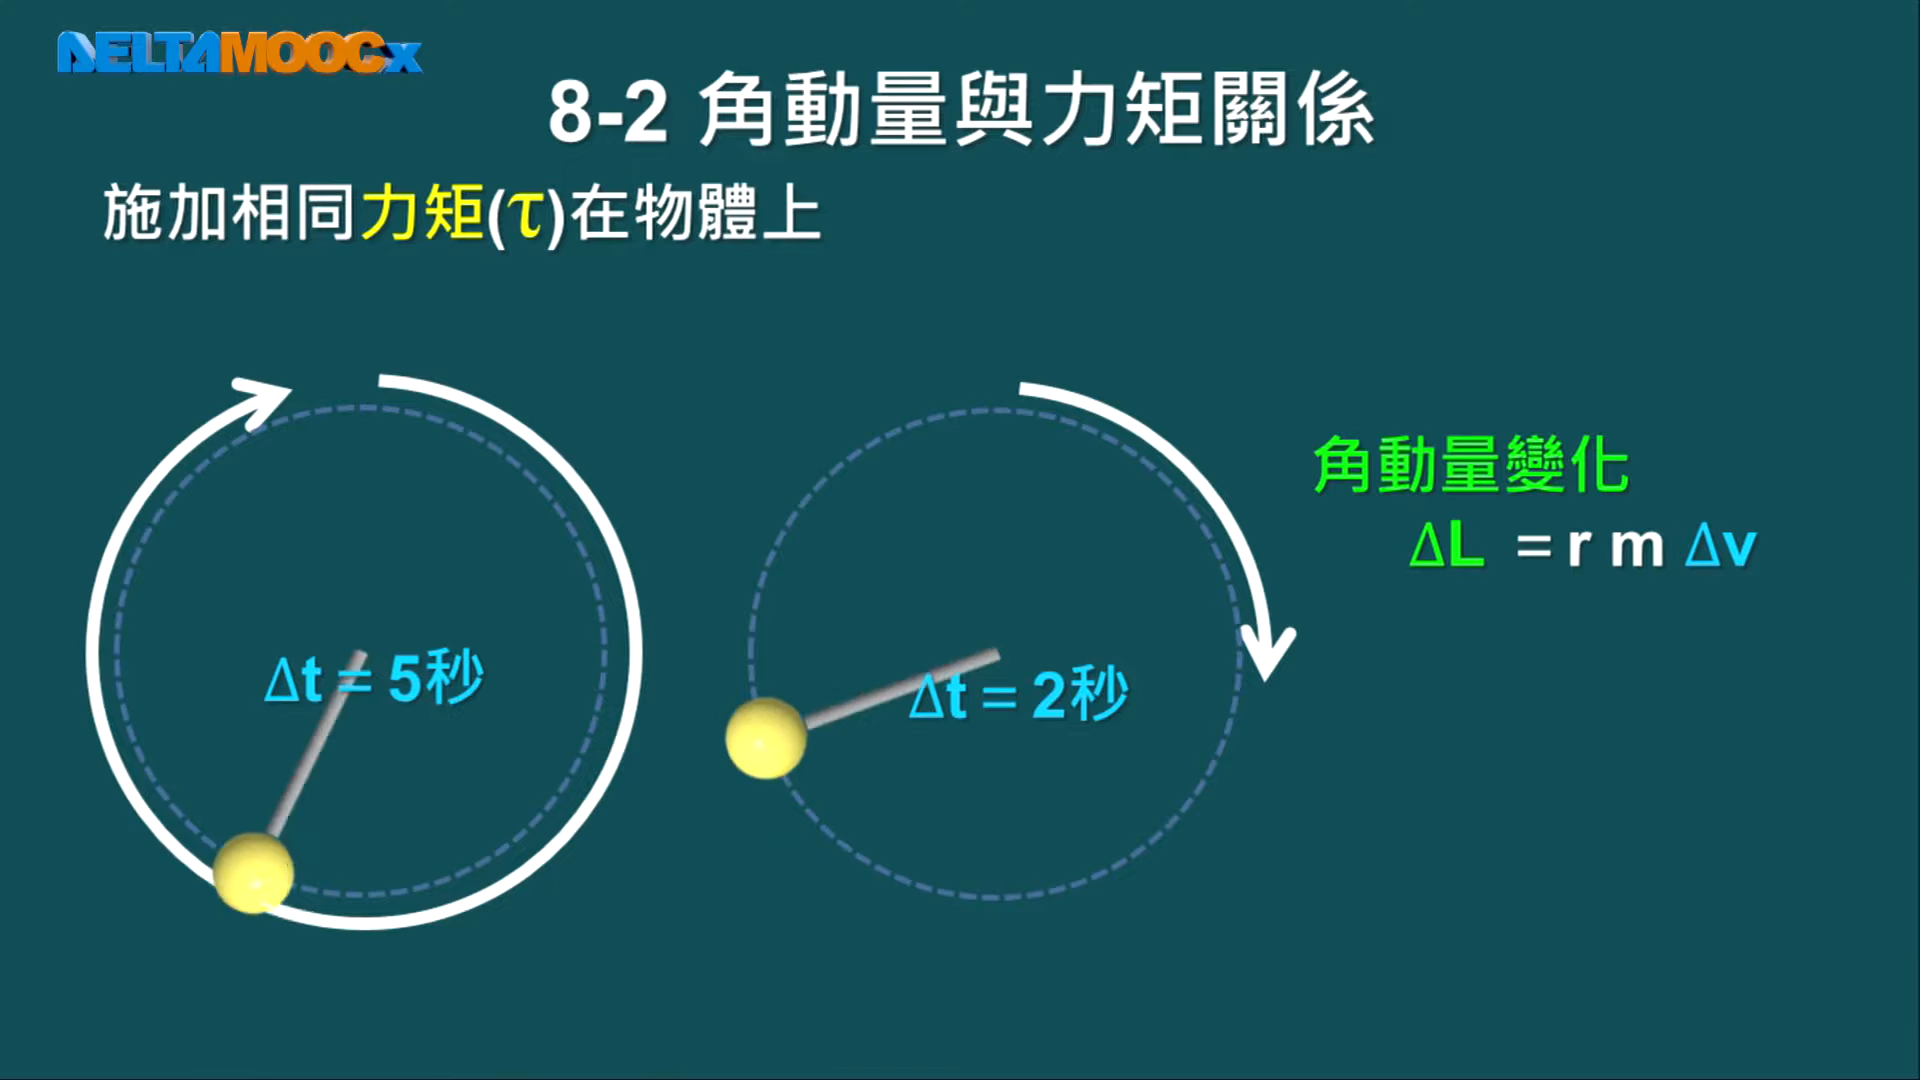 DELTAMOOCx
8-2 角動量與力矩關係
施加相同力矩(τ)在物體上
Δt = 5秒
Δt = 2秒
角動量變化
ΔL = r m Δv